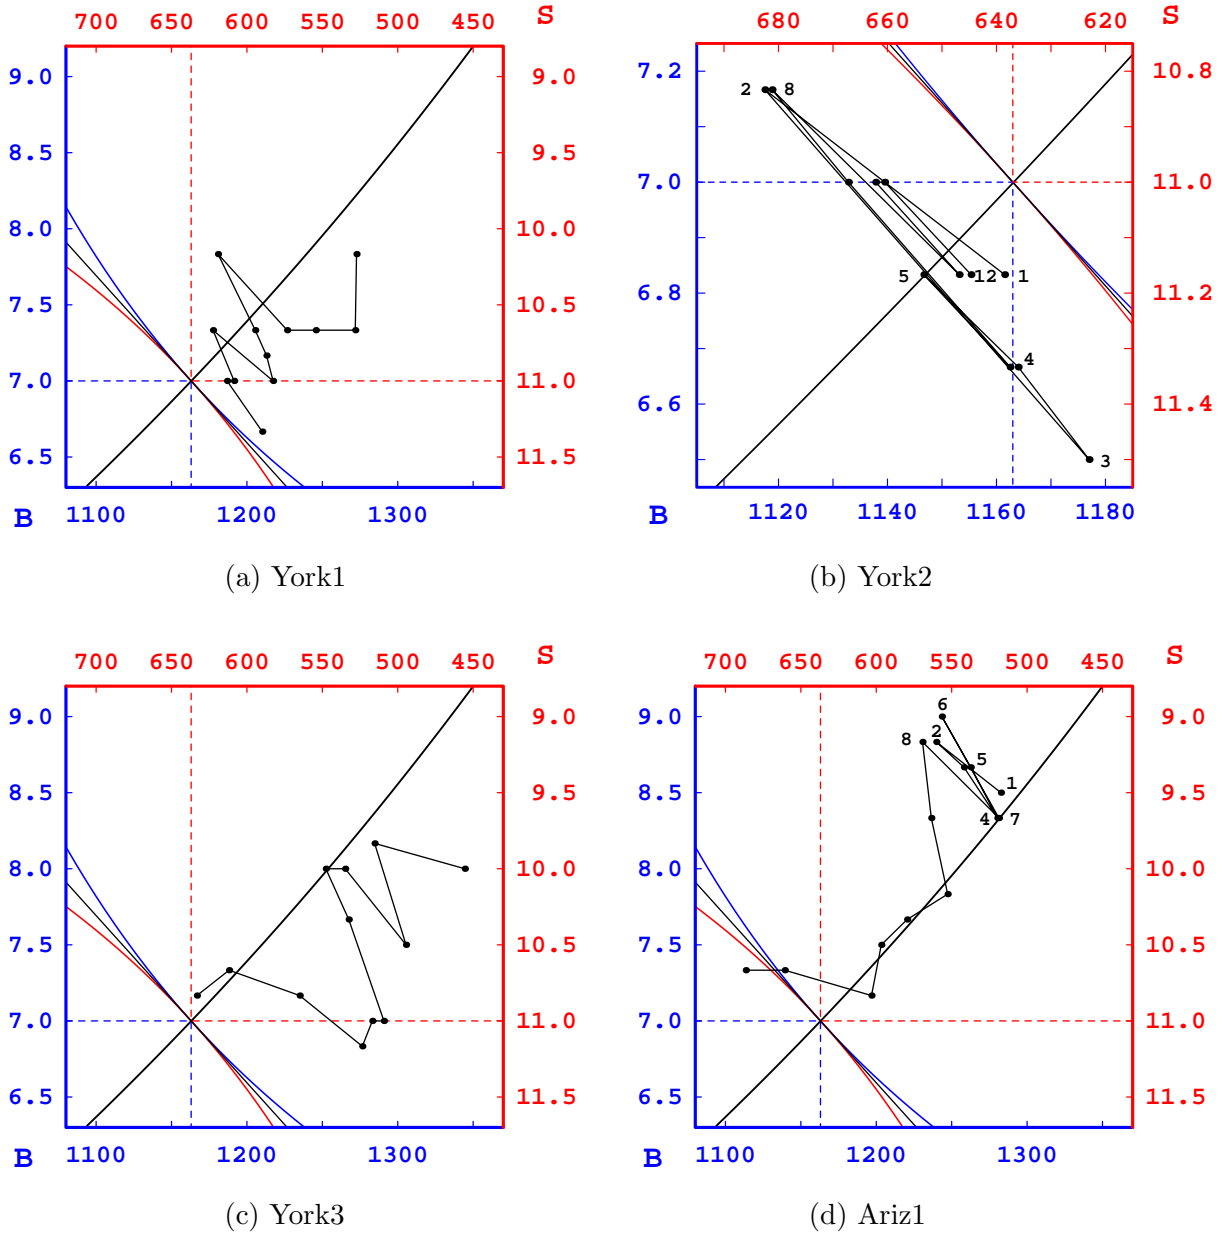 700 650 600 550 500 450 S
9.0 9.0
8.5 9.5
8.0 10.0
7.5 10.5
7.0 11.0
6.5 11.5
B 1100 1200 1300
(a) York1
680 660 640 620 S
7.2 10.8
2 8
7.0 11.0
5 12 1
6.8 11.2
4
6.6 11.4
3
B 1120 1140 1160 1180
(b) York2
700 650 600 550 500 450 S
9.0 9.0
8.5 9.5
8.0 10.0
7.5 10.5
7.0 11.0
6.5 11.5
B 1100 1200 1300
(c) York3
700 650 600 550 500 450 S
6
9.0 9.0
8 2
5
8.5 1 9.5
4 7
8.0 10.0
7.5 10.5
7.0 11.0
6.5 11.5
B 1100 1200 1300
(d) Ariz1